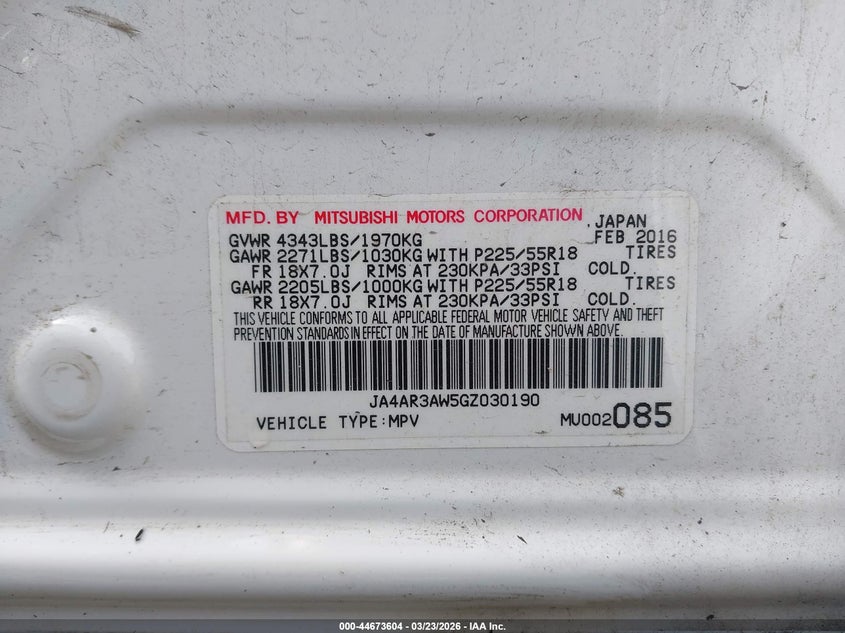 MFD. BY MITSUBISHI MOTORS CORPORATION . JAPAN
GVWR 4343LBS/1970KG FEB 2016
GAWR 2271LBS/1030KG WITH P225/55R18 TIRES
FR 18X7.0J RIMS AT 230KPA/33PSI COLD.
GAWR 2205LBS/1000KG WITH P225/55R18 TIRES
RR 18X7.0J RIMS AT 230KPA/33PSI COLD.
THIS VEHICLE CONFORMS TO ALL APPLICABLE FEDERAL MOTOR VEHICLE SAFETY AND THEFT
PREVENTION STANDARDS IN EFFECT ON THE DATE OF MANUFACTURE SHOWN ABOVE.
JA4AR3AW5GZ030190
VEHICLE TYPE:MPV MU002085
000-44673604 - 03/23/2026 - IAA Inc.